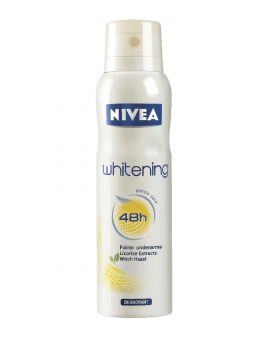 NIVEA
whitening
48h
Fairer underarms
Licorice Extracts
Witch Hazel
DEODORANT